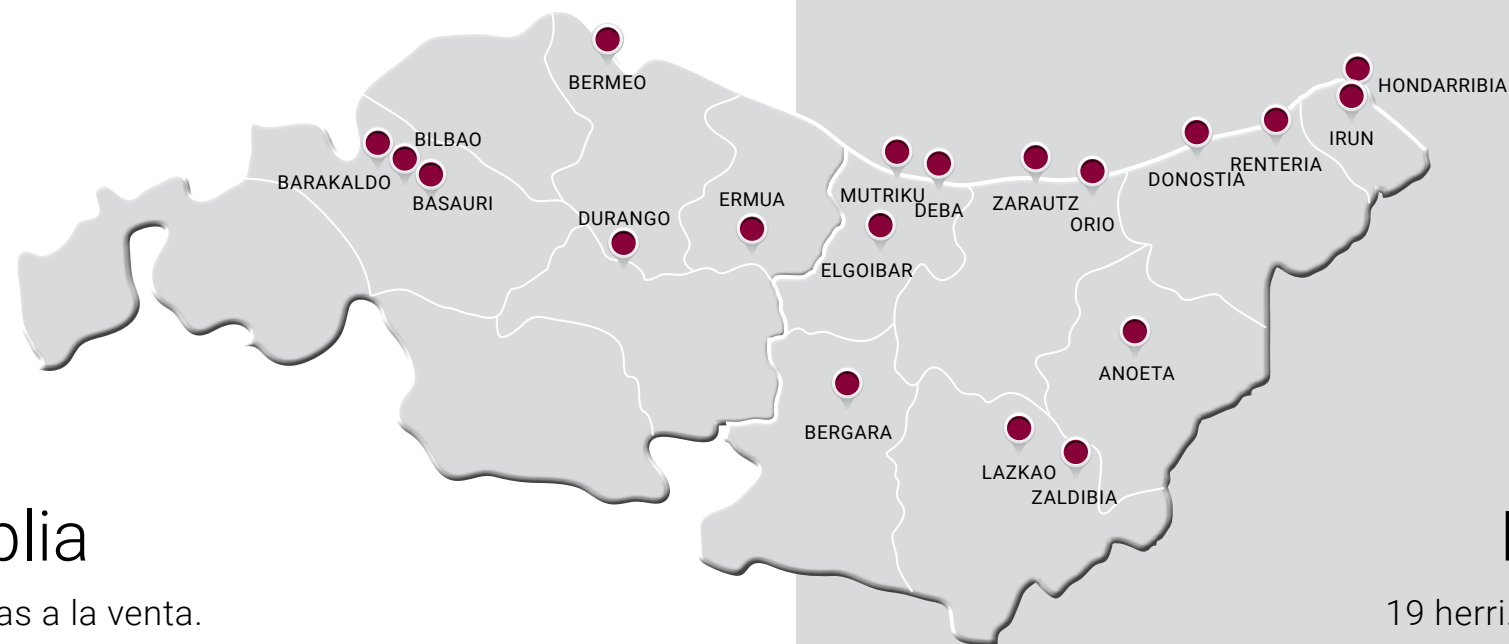 BERMEO
HONDARRIBIA
BILBAO
IRUN
RENTERIA
BARAKALDO
DONOSTIA
BASAURI
ERMUA
MUTRIKU
DEBA
ZARAUTZ
ORIO
DURANGO
ELGOIBAR
ANOETA
BERGARA
LAZKAO
ZALDIBIA
as a la venta.
19 herri